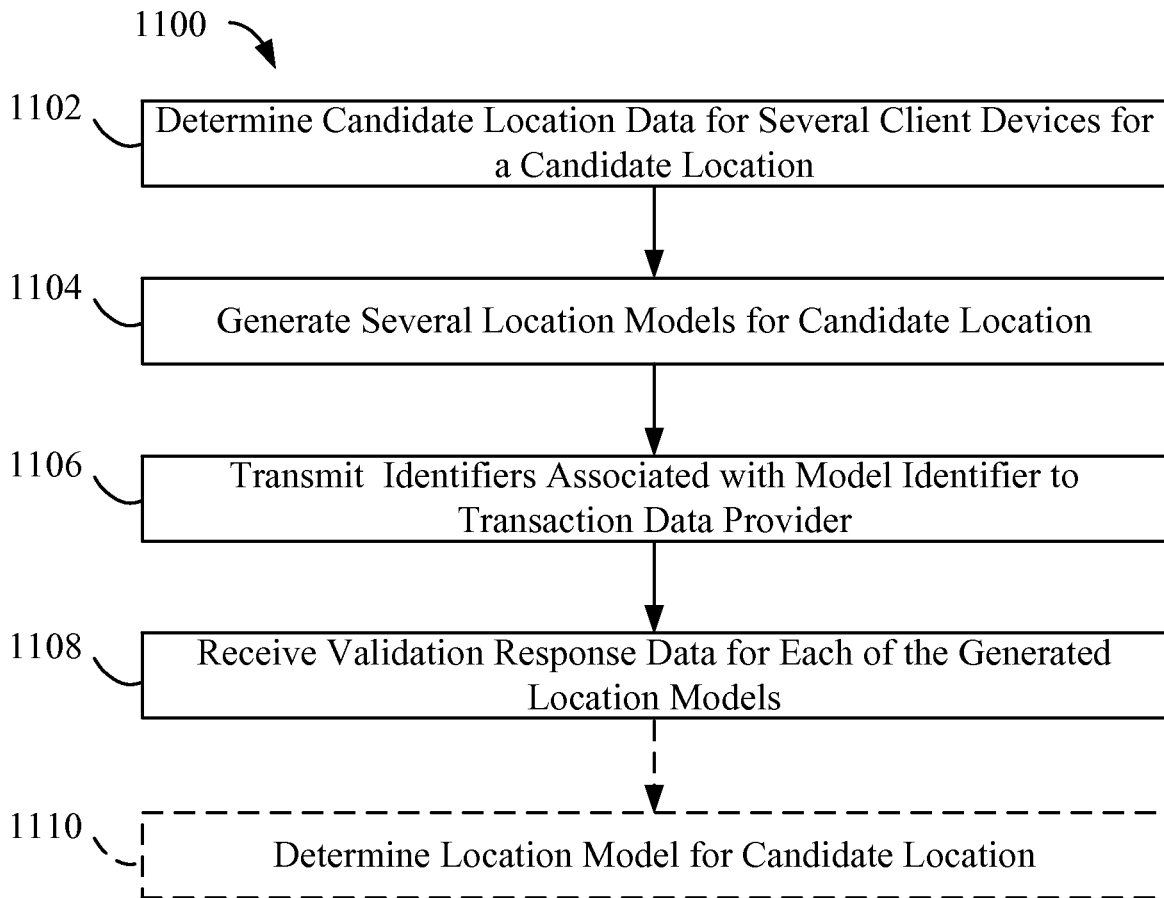 1100
1102
Determine Candidate Location Data for Several Client Devices for
a Candidate Location
1104
Generate Several Location Models for Candidate Location
1106
Transmit  Identifiers Associated with Model Identifier to
Transaction Data Provider
1108
Receive Validation Response Data for Each of the Generated
Location Models
1110
Determine Location Model for Candidate Location